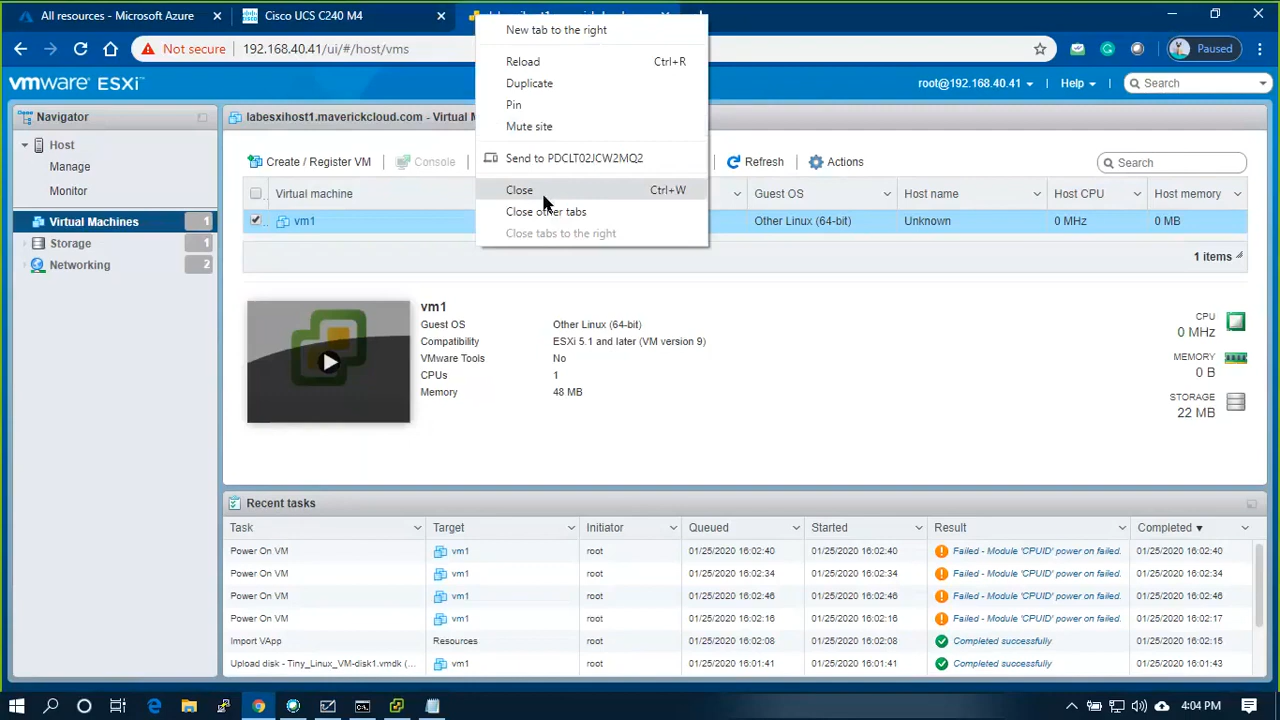 All resources - Microsoft Azure
Cisco UCS C240 M4
Not secure 192.168.40.41/ui/#/host/vms
Paused
New tab to the right
Reload Ctrl+R
Duplicate
Pin
Mute site
Send to PDCLT02JCW2MQ2
Close Ctrl+W
Close other tabs
Close tabs to the right
vmware ESXi
root@192.168.40.41 Help Search
Navigator
Host
Manage
Monitor
Virtual Machines 1
Storage 1
Networking 2
labesxihost1.maverickcloud.com - Virtual
Create / Register VM Console Refresh Actions Search
Virtual machine Guest OS Host name Host CPU Host memory
vm1 Other Linux (64-bit) Unknown 0 MHz 0 MB
1 items
vm1
Guest OS Other Linux (64-bit)
Compatibility ESXi 5.1 and later (VM version 9)
VMware Tools No
CPUs 1
Memory 48 MB
CPU
0 MHz
MEMORY
0 B
STORAGE
22 MB
Recent tasks
Task Target Initiator Queued Started Result Completed
Power On VM vm1 root 01/25/2020 16:02:40 01/25/2020 16:02:40 Failed - Module 'CPUID' power on failed. 01/25/2020 16:02:40
Power On VM vm1 root 01/25/2020 16:02:34 01/25/2020 16:02:34 Failed - Module 'CPUID' power on failed. 01/25/2020 16:02:34
Power On VM vm1 root 01/25/2020 16:02:46 01/25/2020 16:02:46 Failed - Module 'CPUID' power on failed. 01/25/2020 16:02:46
Power On VM vm1 root 01/25/2020 16:02:16 01/25/2020 16:02:16 Failed - Module 'CPUID' power on failed. 01/25/2020 16:02:17
Import VApp Resources root 01/25/2020 16:02:08 01/25/2020 16:02:08 Completed successfully 01/25/2020 16:02:15
Upload disk - Tiny_Linux_VM-disk1.vmdk (... vm1 root 01/25/2020 16:01:41 01/25/2020 16:01:41 Completed successfully 01/25/2020 16:01:43
4:04 PM